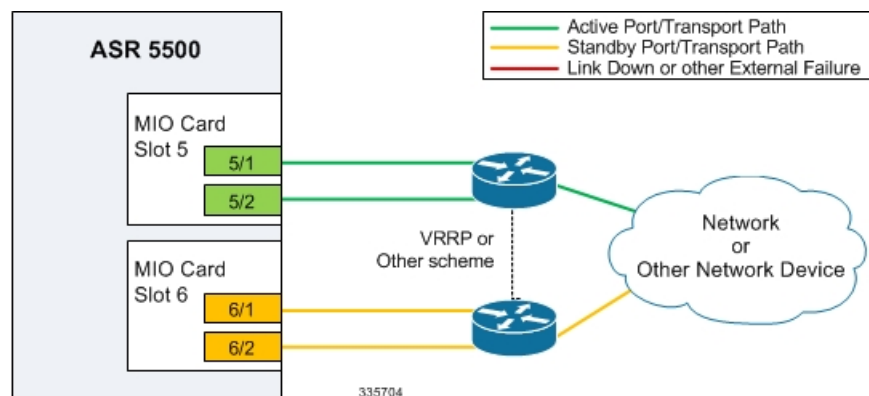 ASR 5500
Active Port/Transport Path
Standby Port/Transport Path
Link Down or other External Failure
MIO Card
Slot 5
5/1
5/2
VRRP or
Other scheme
Network
or
Other Network Device
MIO Card
Slot 6
6/1
6/2
335704